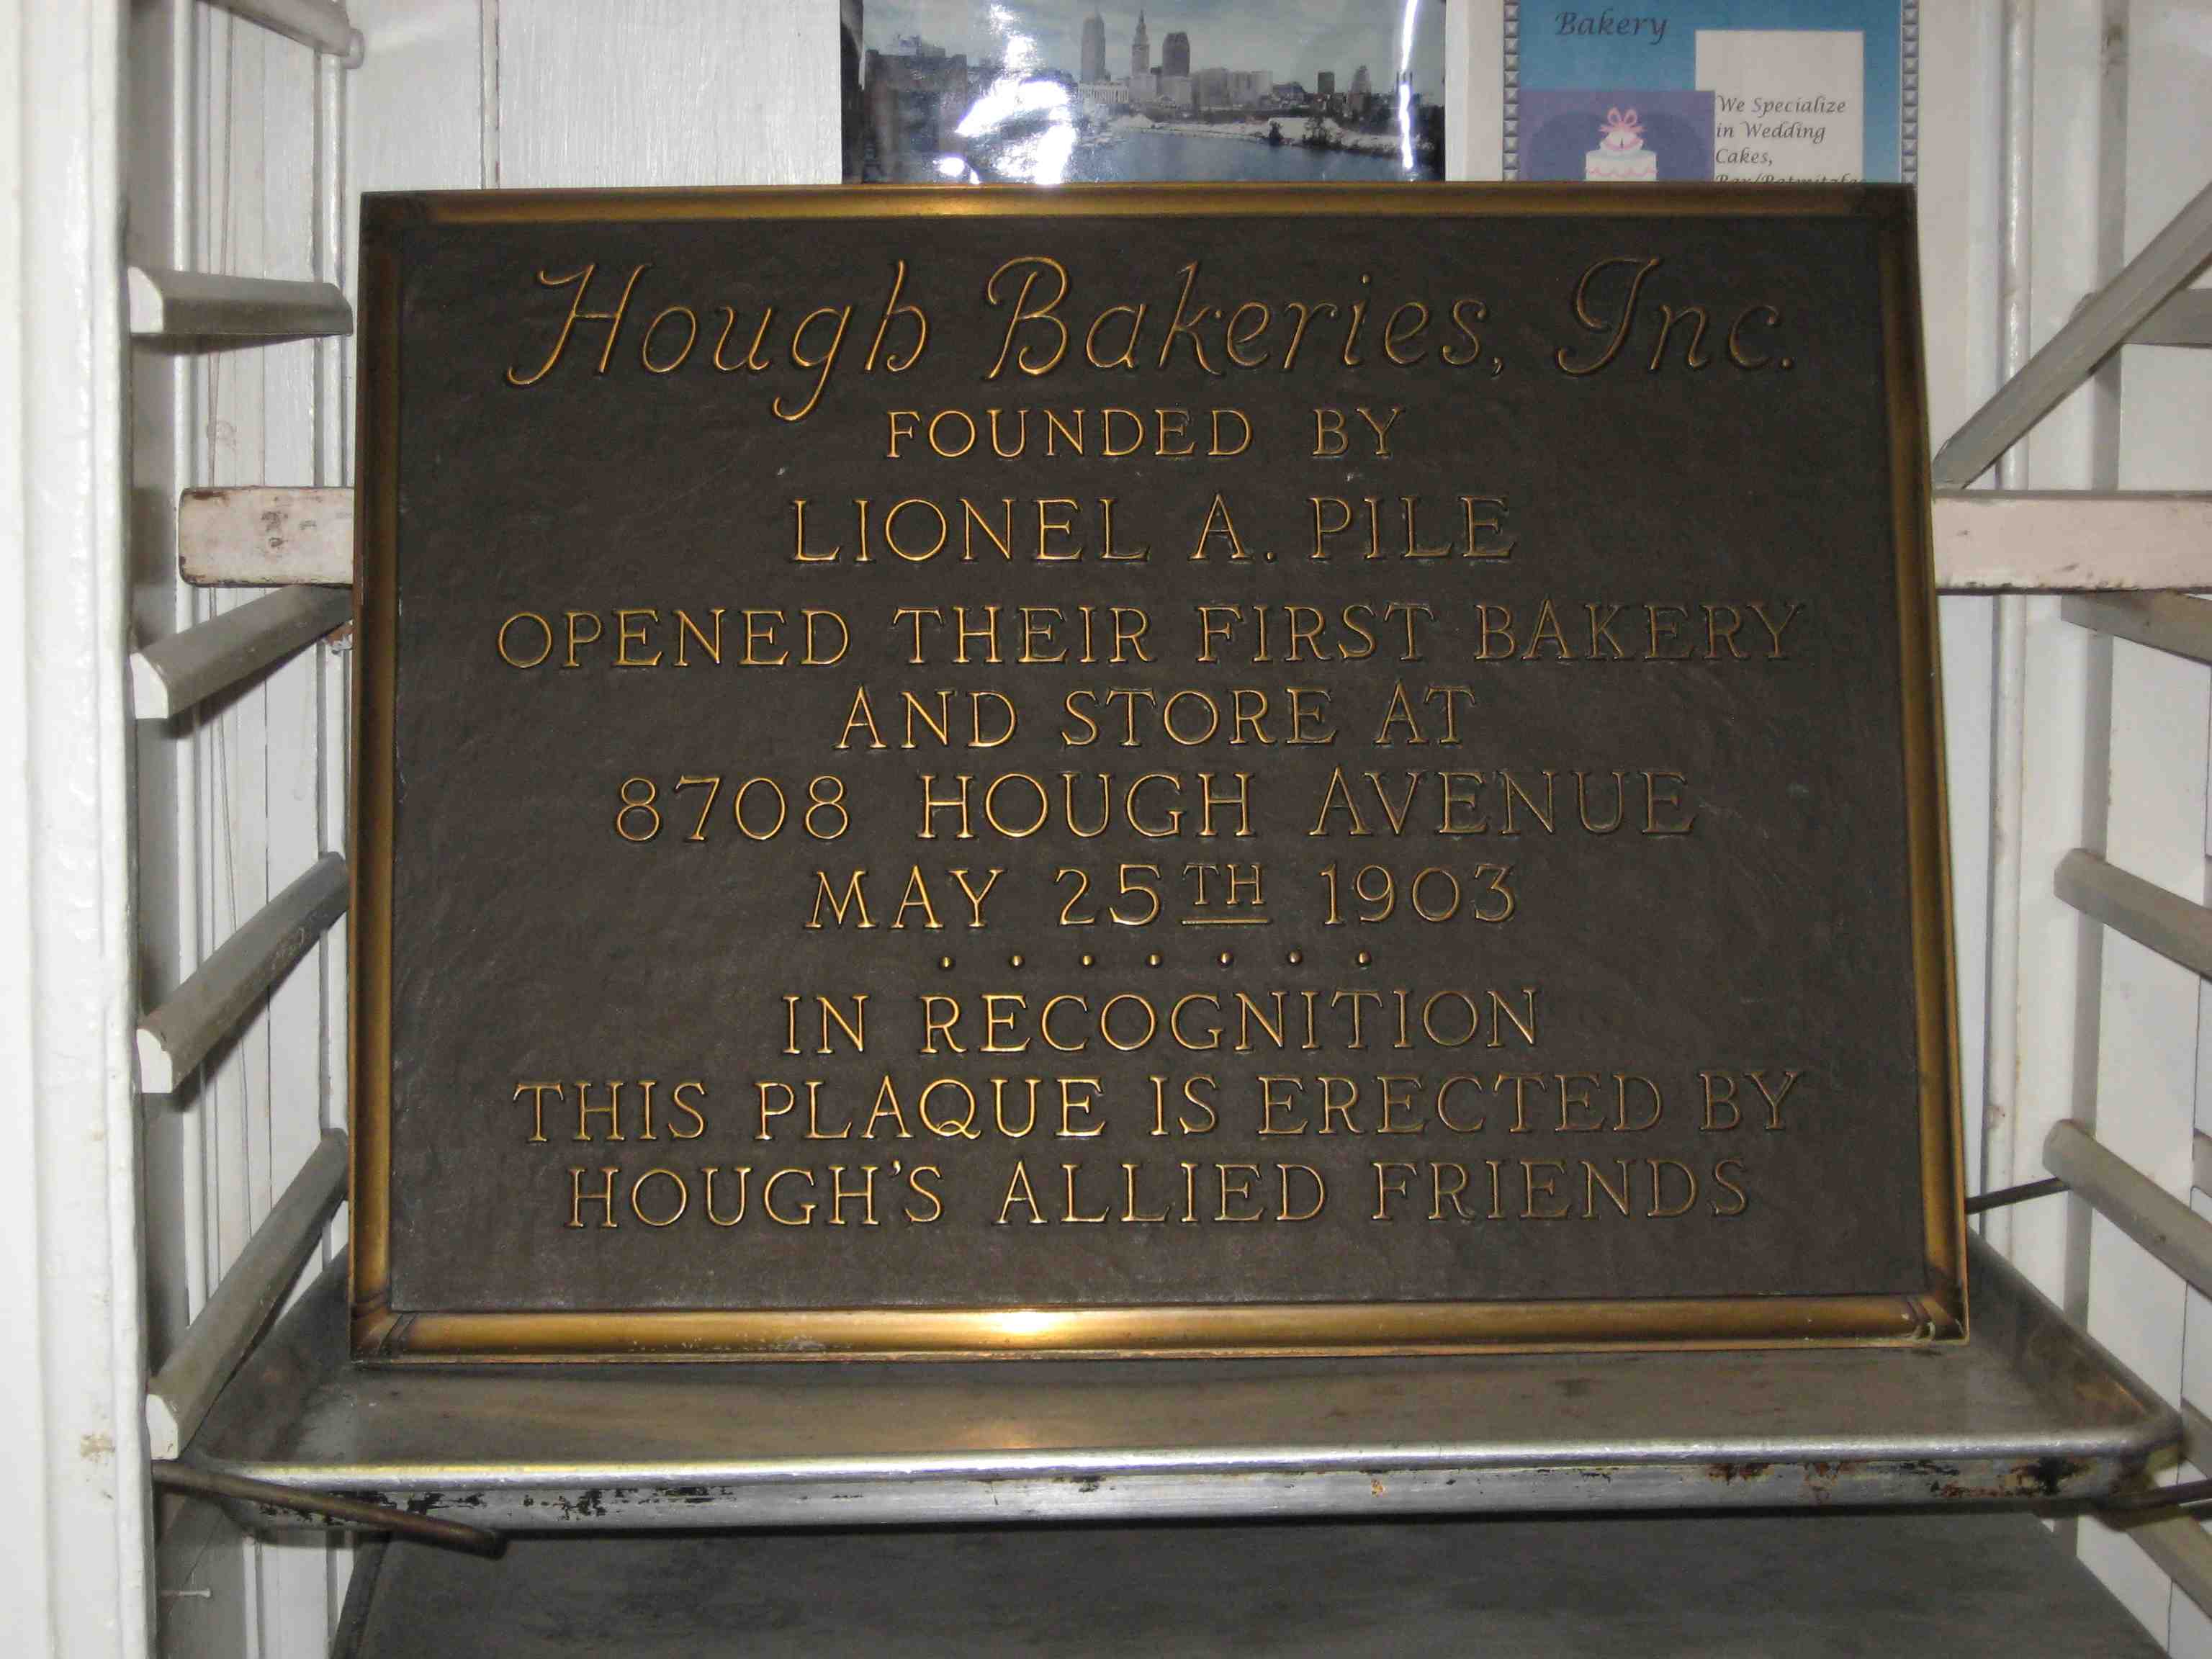 Bakery
We Specialize
in Wedding
Cakes,
Hough Bakeries, Inc.
FOUNDED BY
LIONEL A. PILE
OPENED THEIR FIRST BAKERY
AND STORE AT
8708 HOUGH AVENUE
MAY 25TH 1903
IN RECOGNITION
THIS PLAQUE IS ERECTED BY
HOUGH'S ALLIED FRIENDS